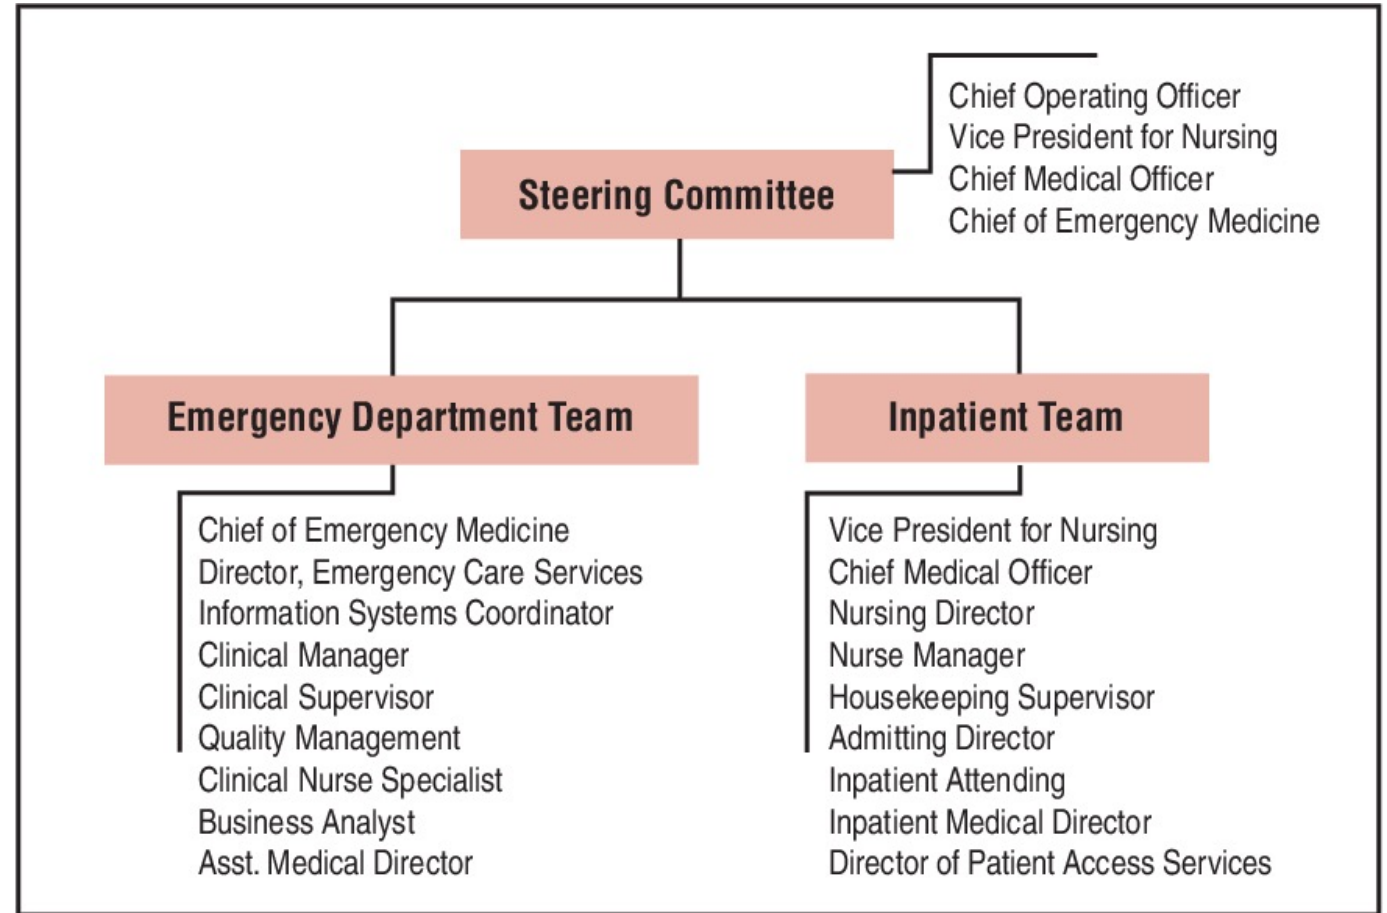 Chief Operating Officer
Vice President for Nursing
Chief Medical Officer
Chief of Emergency Medicine
Steering Committee
Emergency Department Team
Chief of Emergency Medicine
Director, Emergency Care Services
Information Systems Coordinator
Clinical Manager
Clinical Supervisor
Quality Management
Clinical Nurse Specialist
Business Analyst
Asst. Medical Director
Inpatient Team
Vice President for Nursing
Chief Medical Officer
Nursing Director
Nurse Manager
Housekeeping Supervisor
Admitting Director
Inpatient Attending
Inpatient Medical Director
Director of Patient Access Services